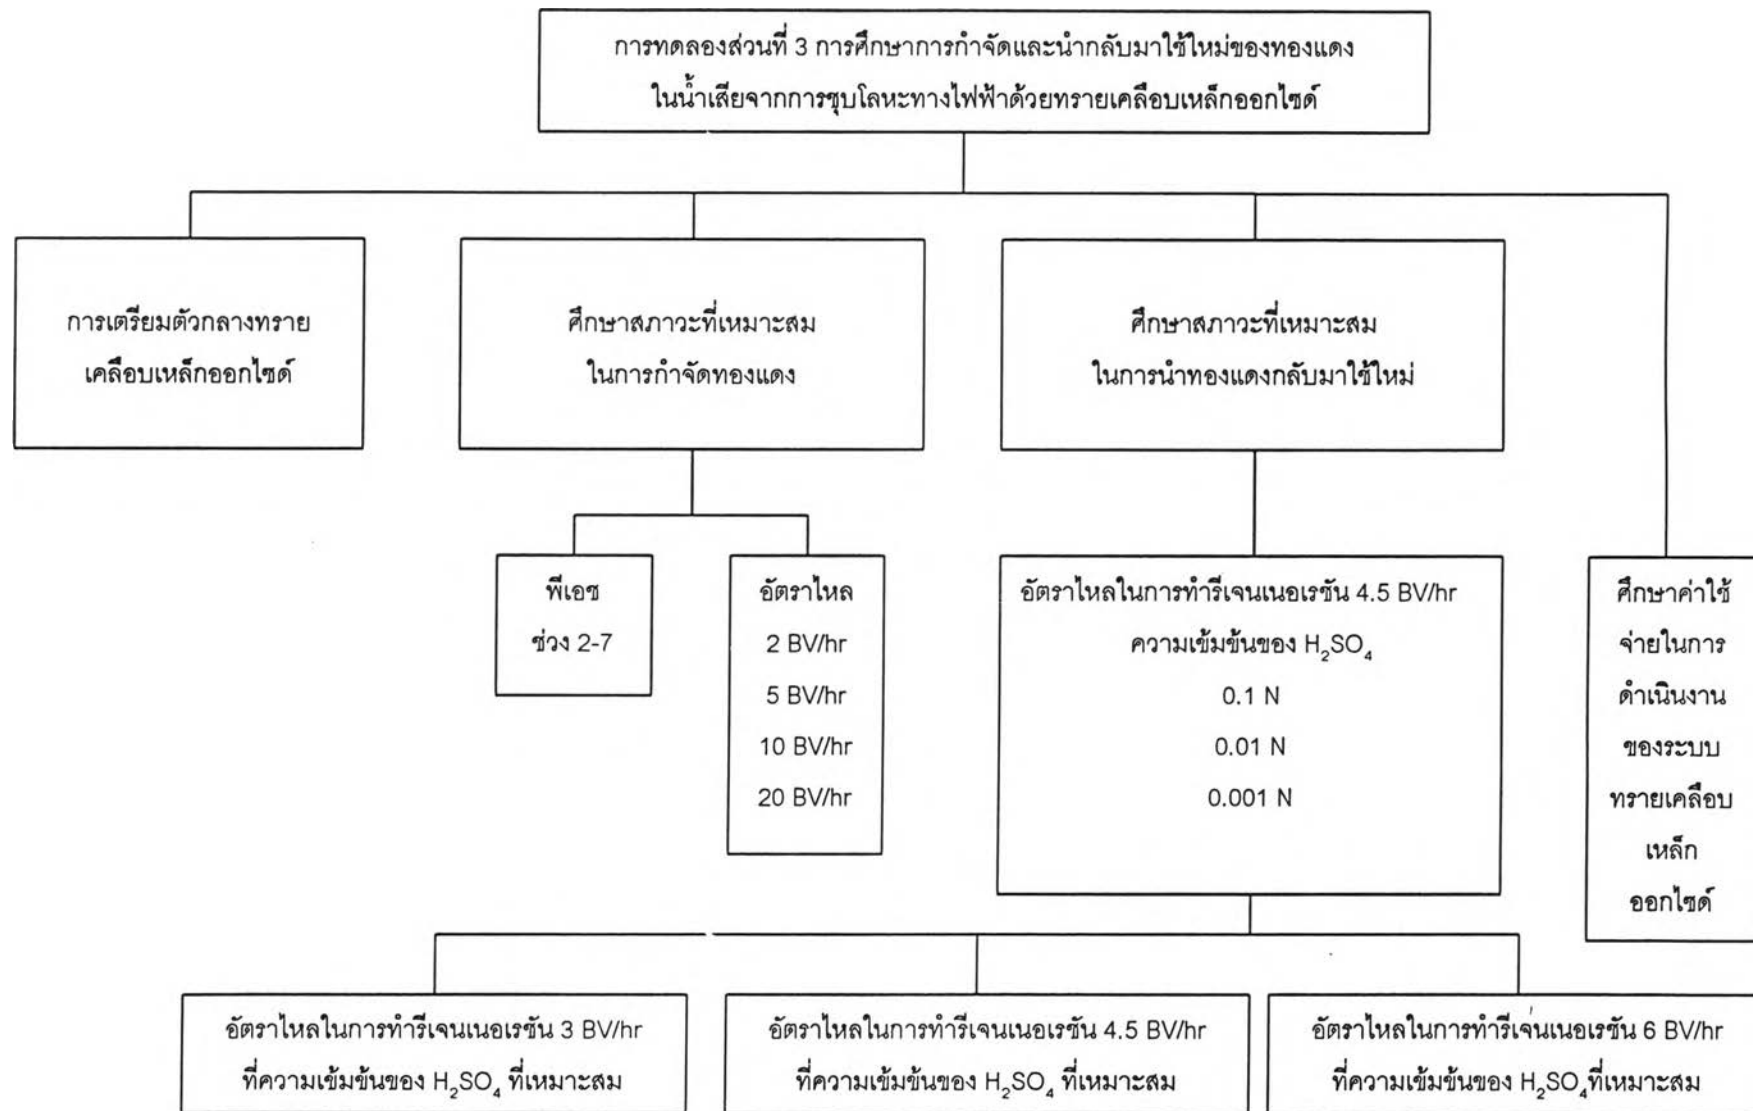 การทดลองส่วนที่ 3 การศึกษาการกำจัดและนำกลับมาใช้ใหม่ของทองแดง
ในน้ำเสียจากการชุบโลหะทางไฟฟ้าด้วยทรายเคลือบเหล็กออกไซด์
การเตรียมตัวกลางทราย
เคลือบเหล็กออกไซด์
ศึกษาสภาวะที่เหมาะสม
ในการกำจัดทองแดง
ศึกษาสภาวะที่เหมาะสม
ในการนำทองแดงกลับมาใช้ใหม่
พีเอช
ช่วง 2-7
อัตราไหล
2 BV/hr
5 BV/hr
10 BV/hr
20 BV/hr
อัตราไหลในการทำรีเจนเนอเรชัน 4.5 BV/hr
ความเข้มข้นของ H₂SO₄
0.1 N
0.01 N
0.001 N
ศึกษาค่าใช้
จ่ายในการ
ดำเนินงาน
ของระบบ
ทรายเคลือบ
เหล็ก
ออกไซด์
อัตราไหลในการทำรีเจนเนอเรชัน 3 BV/hr
ที่ความเข้มข้นของ H₂SO₄ ที่เหมาะสม
อัตราไหลในการทำรีเจนเนอเรชัน 4.5 BV/hr
ที่ความเข้มข้นของ H₂SO₄ ที่เหมาะสม
อัตราไหลในการทำรีเจนเนอเรชัน 6 BV/hr
ที่ความเข้มข้นของ H₂SO₄ที่เหมาะสม